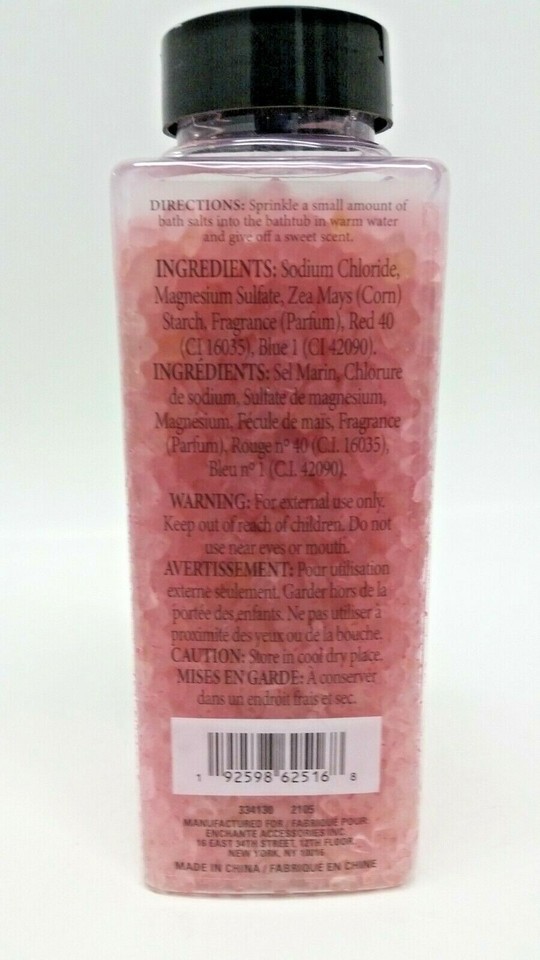 DIRECTIONS: Sprinkle a small amount of
bath salts into the bathtub in warm water
and give off a sweet scent.
INGREDIENTS: Sodium Chloride,
Magnesium Sulfate, Zea Mays (Corn)
Starch, Fragrance (Parfum), Red 40
(CI 16035), Blue 1 (CI 42090).
INGRÉDIENTS: Sel Marin, Chlorure
de sodium, Sulfate de magnesium,
Magnesium, Fécule de maïs, Fragrance
(Parfum), Rouge nº 40 (C.I. 16035),
Bleu nº 1 (C.I. 42090).
WARNING: For external use only.
Keep out of reach of children. Do not
use near eyes or mouth.
AVERTISSEMENT: Pour utilisation
externe seulement. Garder hors de la
portée des enfants. Ne pas utiliser à
proximité des yeux ou de la bouche.
CAUTION: Store in cool dry place.
MISES EN GARDE: À conserver
dans un endroit frais et sec.
1 92598 62516 8
334136 2105
MANUFACTURED FOR / FABRIQUÉ POUR:
ENCHANTE ACCESSORIES INC.
16 EAST 34TH STREET, 12TH FLOOR
NEW YORK, NY 10016
MADE IN CHINA / FABRIQUÉ EN CHINE